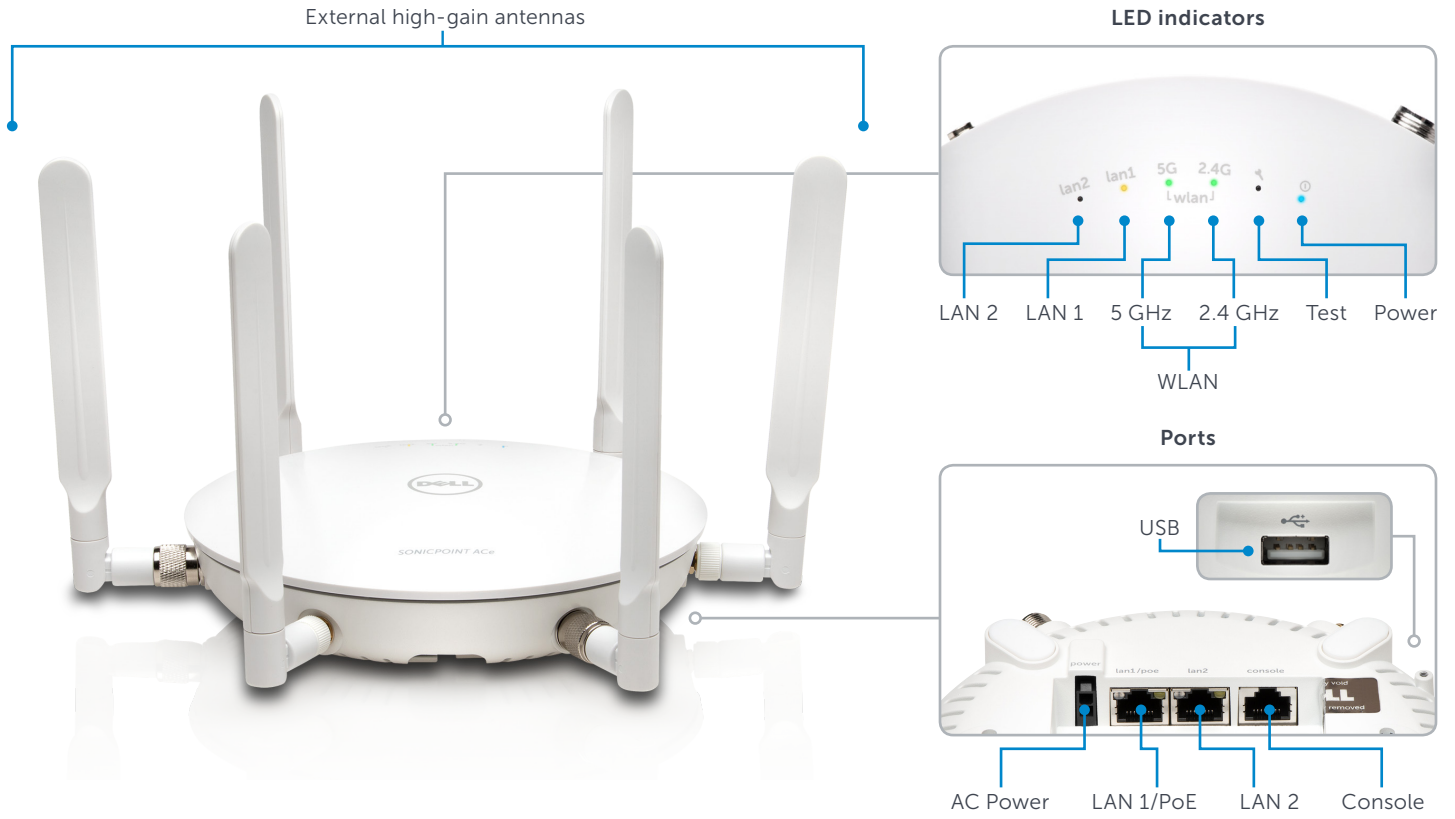 External high-gain antennas
LED indicators
lan2 lan1 5G 2.4G
wlan
LAN 2 LAN 1 5 GHz 2.4 GHz Test Power
WLAN
DELL
SONICPOINT ACe
Ports
USB
power lan1/poe lan2 console
void
removed
AC Power LAN 1/PoE LAN 2 Console